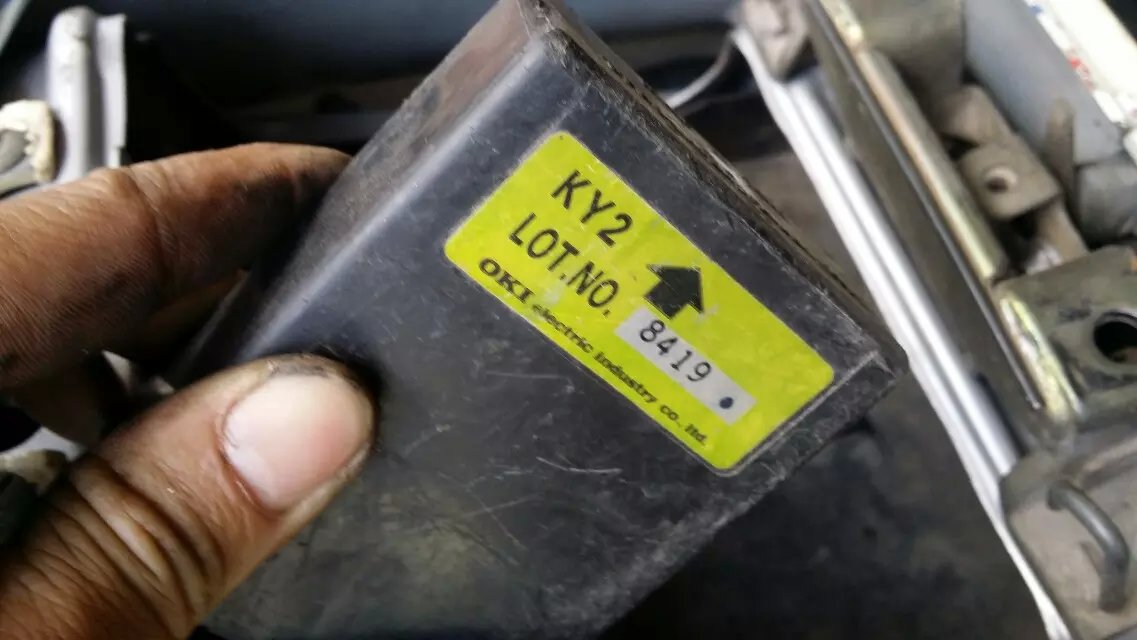 KY2
LOT.NO. 8419
OKI electric industry co., ltd.